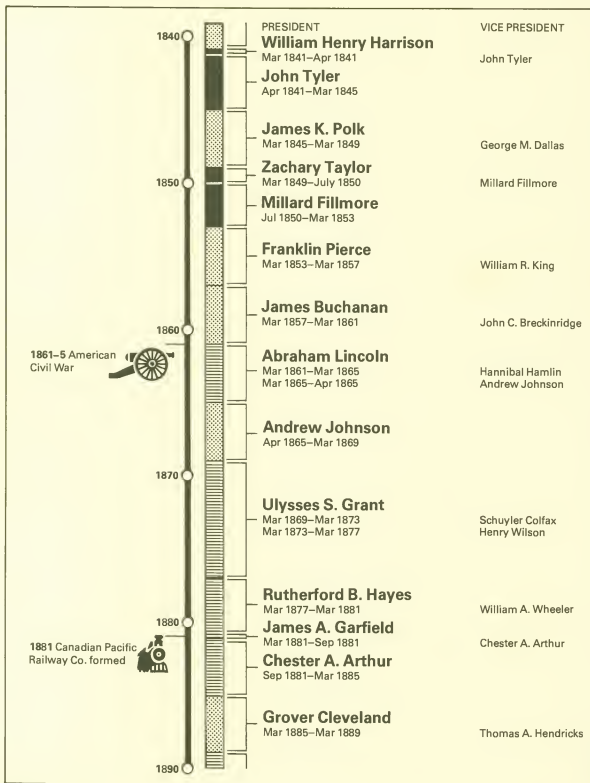 PRESIDENT VICE PRESIDENT
1840
William Henry Harrison
Mar 1841–Apr 1841 John Tyler
John Tyler
Apr 1841–Mar 1845
James K. Polk
Mar 1845–Mar 1849 George M. Dallas
Zachary Taylor
1850 Mar 1849–July 1850 Millard Fillmore
Millard Fillmore
Jul 1850–Mar 1853
Franklin Pierce
Mar 1853–Mar 1857 William R. King
James Buchanan
Mar 1857–Mar 1861 John C. Breckinridge
1860
1861–5 American
Civil War
Abraham Lincoln
Mar 1861–Mar 1865 Hannibal Hamlin
Mar 1865–Apr 1865 Andrew Johnson
Andrew Johnson
Apr 1865–Mar 1869
1870
Ulysses S. Grant
Mar 1869–Mar 1873 Schuyler Colfax
Mar 1873–Mar 1877 Henry Wilson
Rutherford B. Hayes
Mar 1877–Mar 1881 William A. Wheeler
1880
James A. Garfield
Mar 1881–Sep 1881 Chester A. Arthur
1881 Canadian Pacific
Railway Co. formed
Chester A. Arthur
Sep 1881–Mar 1885
Grover Cleveland
Mar 1885–Mar 1889 Thomas A. Hendricks
1890